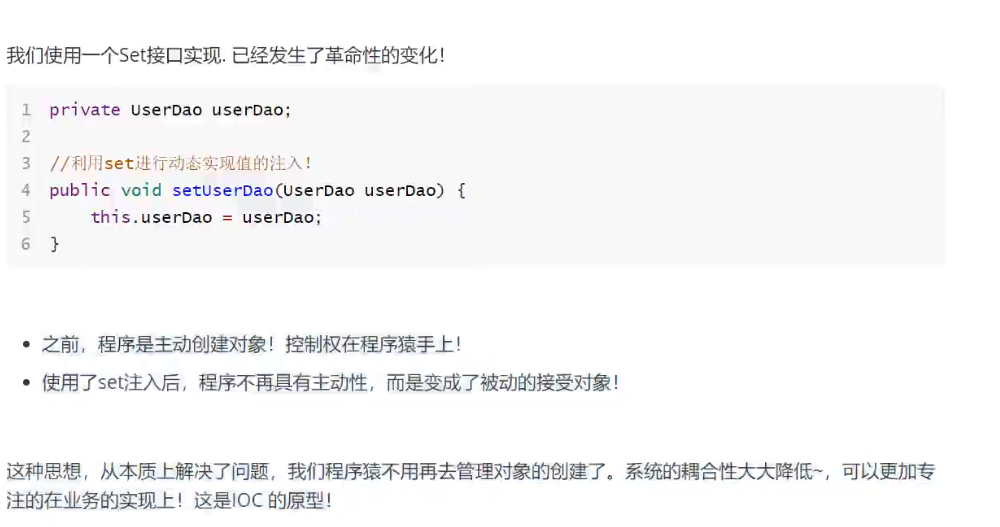 我们使用一个Set接口实现. 已经发生了革命性的变化！
1 private UserDao userDao;
2
3 //利用set进行动态实现值的注入！
4 public void setUserDao(UserDao userDao) {
5     this.userDao = userDao;
6 }
• 之前，程序是主动创建对象！控制权在程序猿手上！
• 使用了set注入后，程序不再具有主动性，而是变成了被动的接受对象！
这种思想，从本质上解决了问题，我们程序猿不用再去管理对象的创建了。系统的耦合性大大降低~，可以更加专
注的在业务的实现上！这是IOC 的原型！